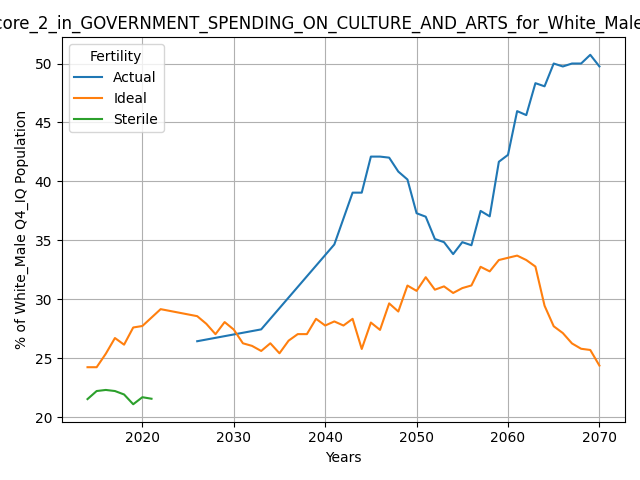 core_2_in_GOVERNMENT_SPENDING_ON_CULTURE_AND_ARTS_for_White_Male
Fertility
Actual
Ideal
Sterile
% of White_Male Q4_IQ Population
50
45
40
35
30
25
20
2020
2030
2040
2050
2060
2070
Years